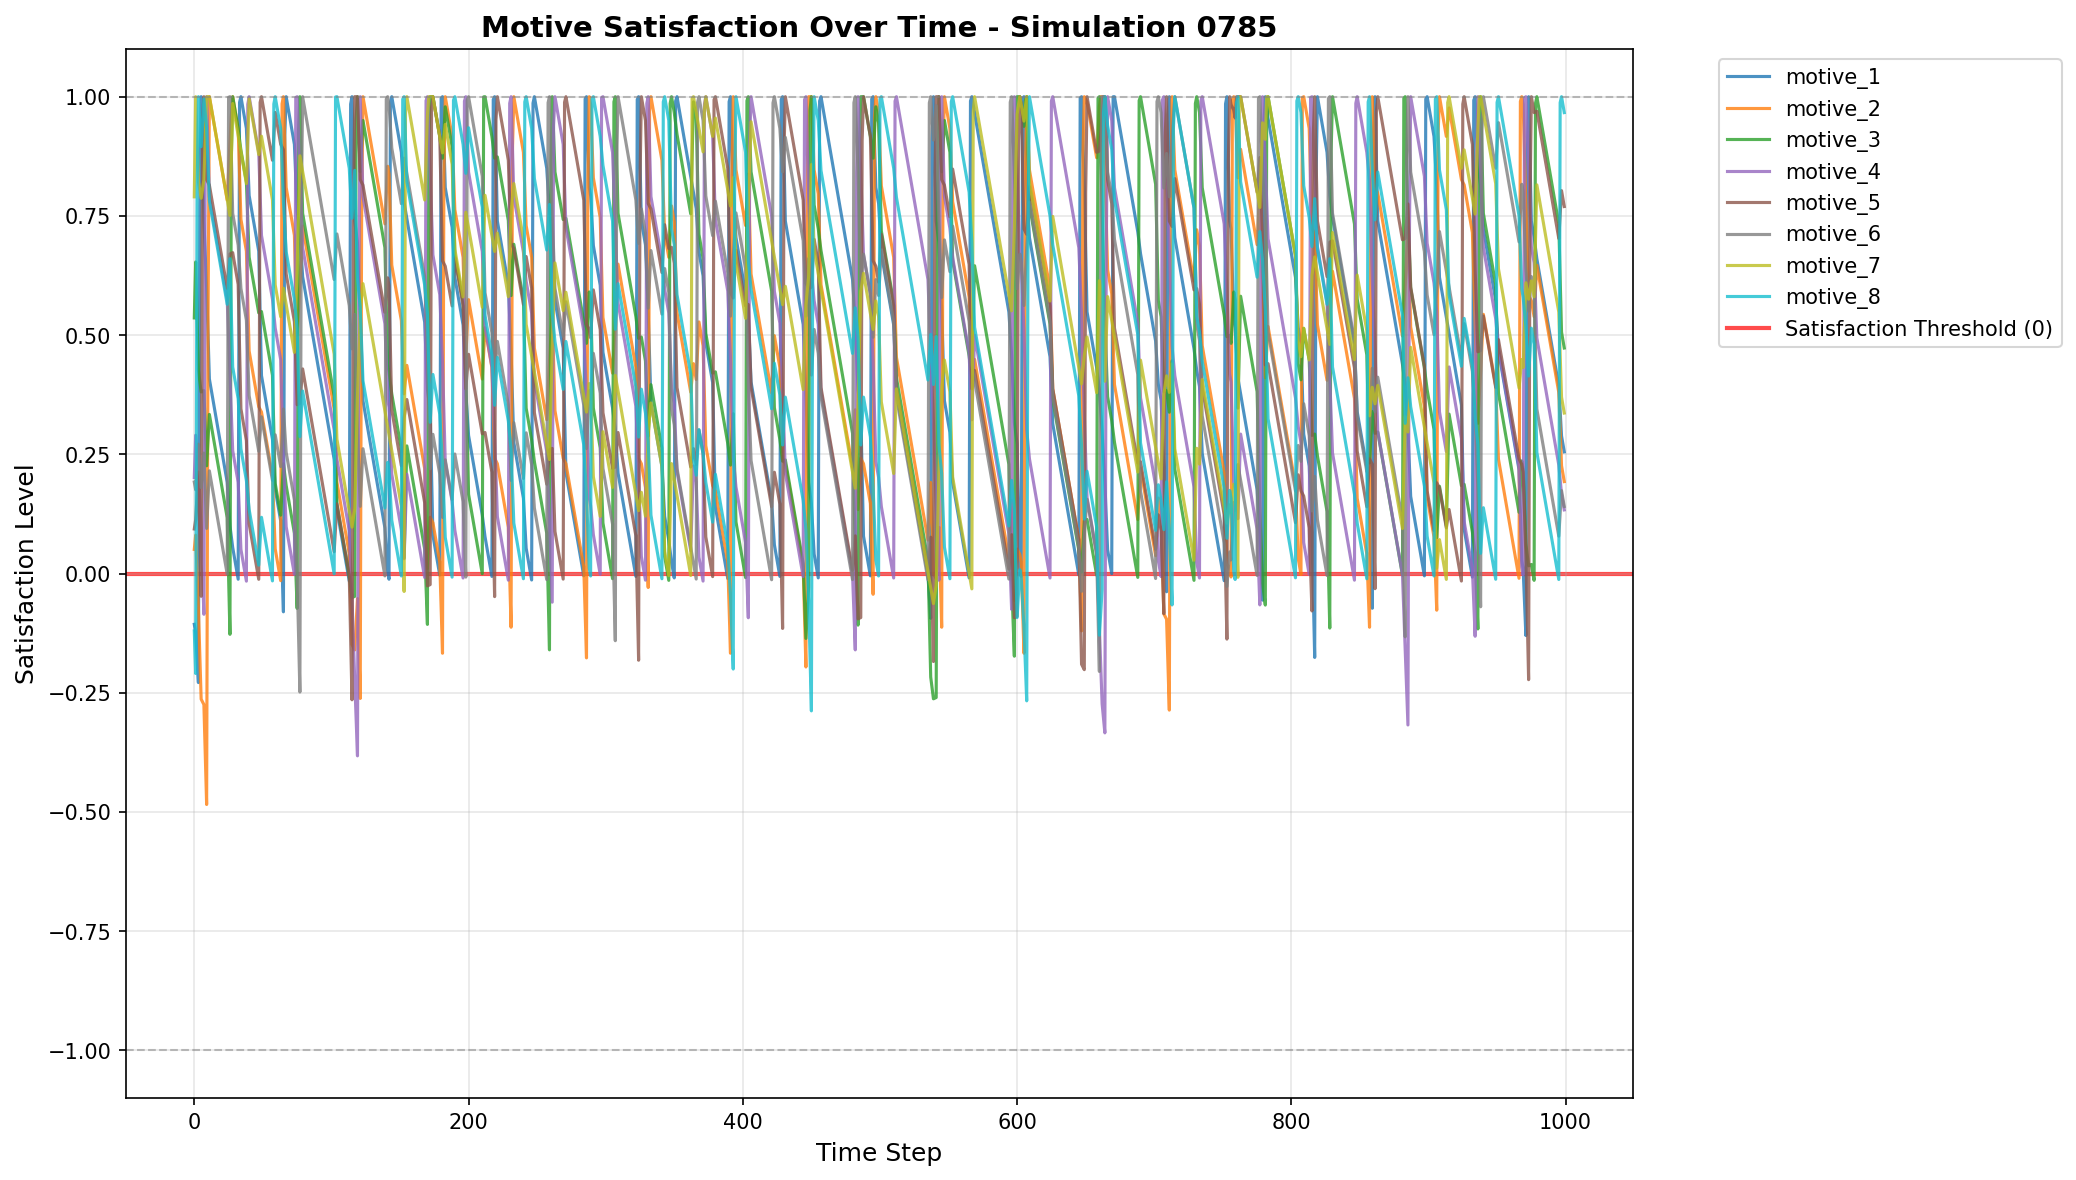 Motive Satisfaction Over Time - Simulation 0785
1.00
0.75
0.50
0.25
0.00
−0.25
−0.50
−0.75
−1.00
Satisfaction Level
0
200
400
600
800
1000
Time Step
motive_1
motive_2
motive_3
motive_4
motive_5
motive_6
motive_7
motive_8
Satisfaction Threshold (0)